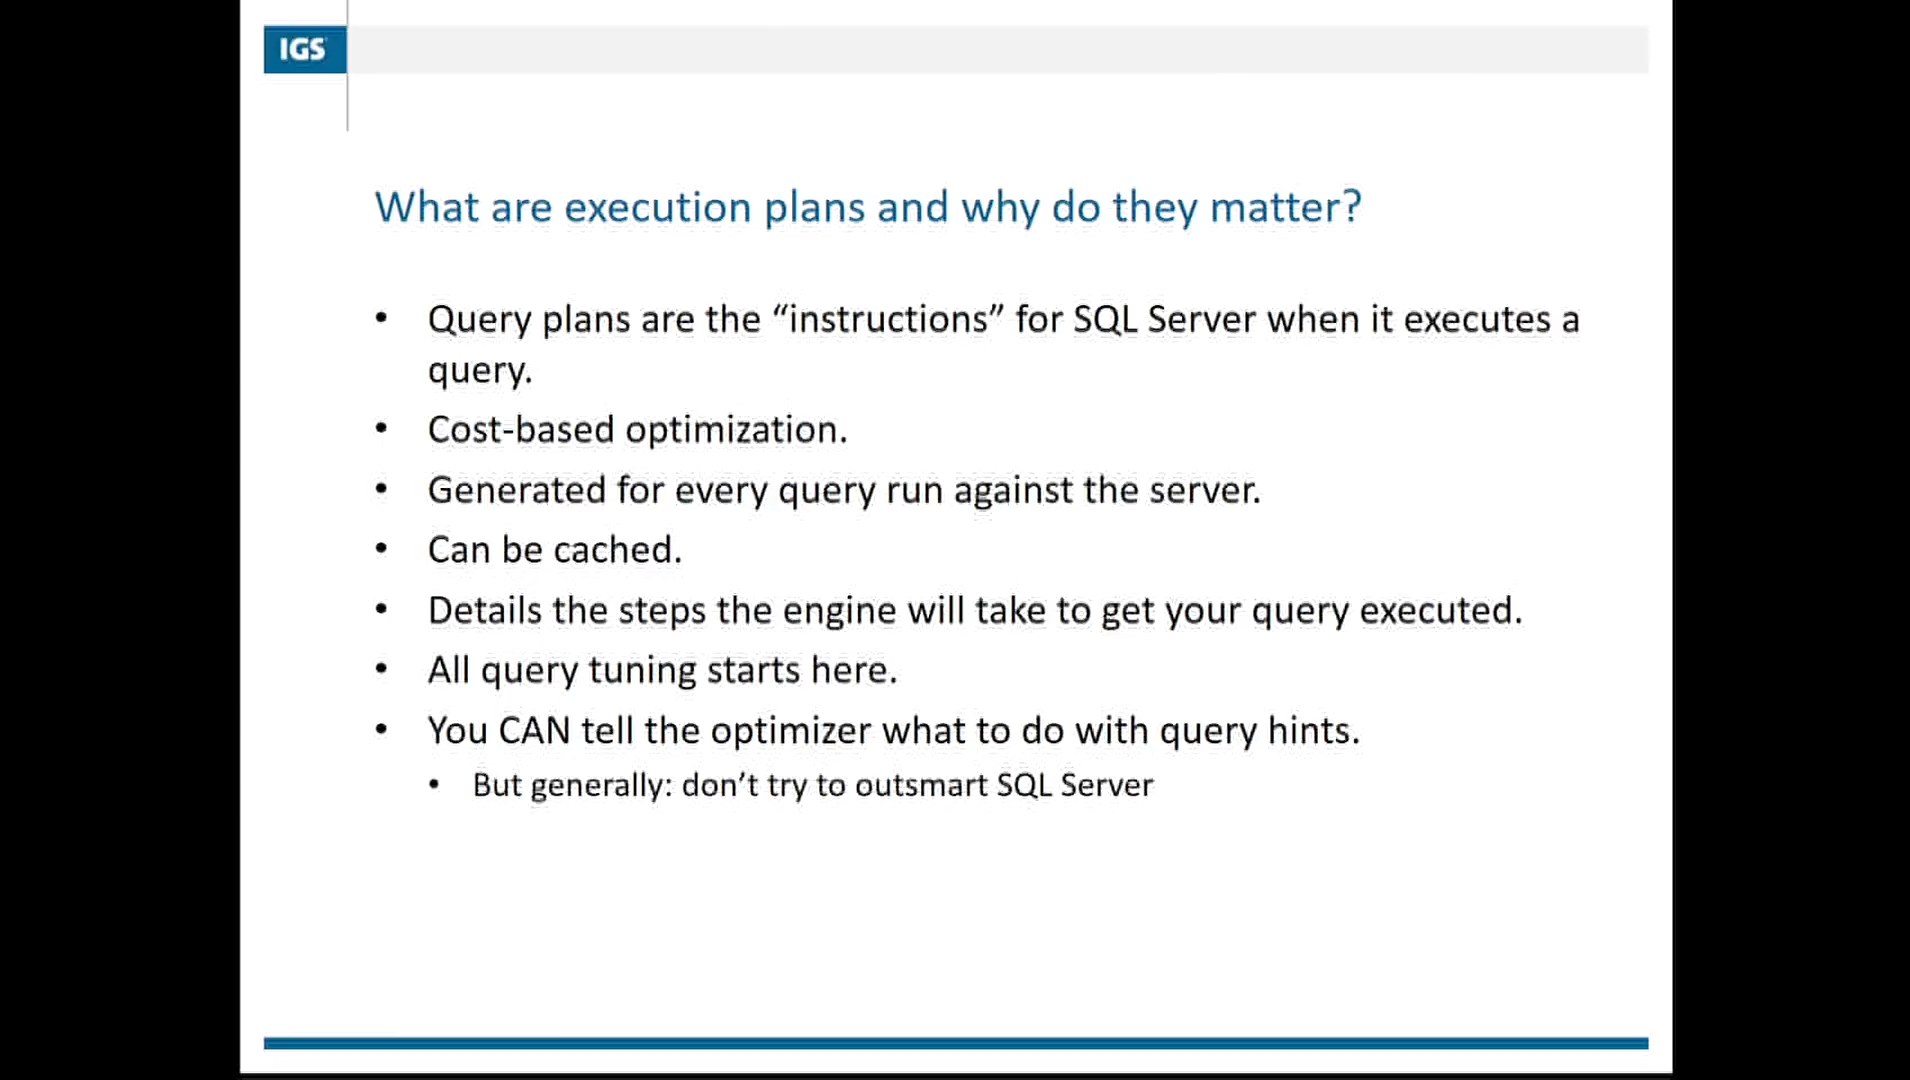 IGS
What are execution plans and why do they matter?
• Query plans are the “instructions” for SQL Server when it executes a
query.
• Cost-based optimization.
• Generated for every query run against the server.
• Can be cached.
• Details the steps the engine will take to get your query executed.
• All query tuning starts here.
• You CAN tell the optimizer what to do with query hints.
• But generally: don’t try to outsmart SQL Server